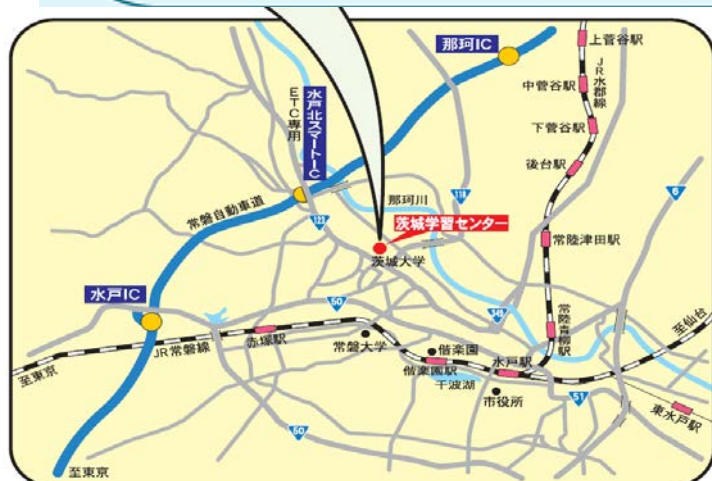 上菅谷駅
那珂IC
中菅谷駅
JR水郡線
水戸北スマートIC
ETC専用
下菅谷駅
後台駅
118
6
那珂川
常磐自動車道
123
茨城学習センター
常陸津田駅
茨城大学
水戸IC
50
349
常陸青柳駅
至仙台
赤塚駅
常磐大学
偕楽園
JR常磐線
水戸駅
偕楽園駅
至東京
千波湖
市役所
51
東水戸駅
50
至東京